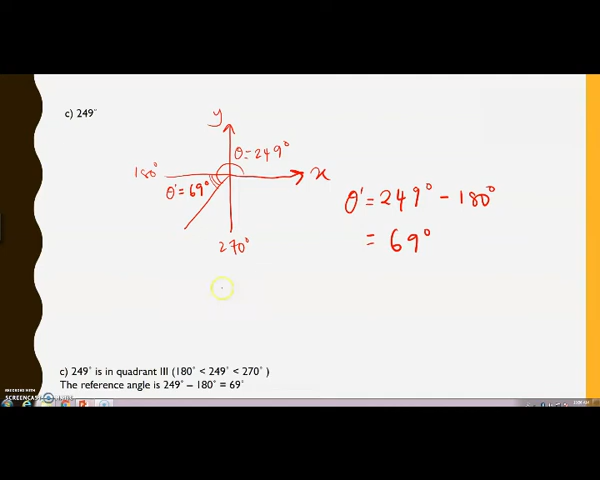 c) 249°
y
θ=249°
180°
x
θ'=69°
θ'=249°-180°
=69°
270°
c) 249° is in quadrant III (180° < 249° < 270° )
The reference angle is 249° – 180° = 69°
SCREENCAST